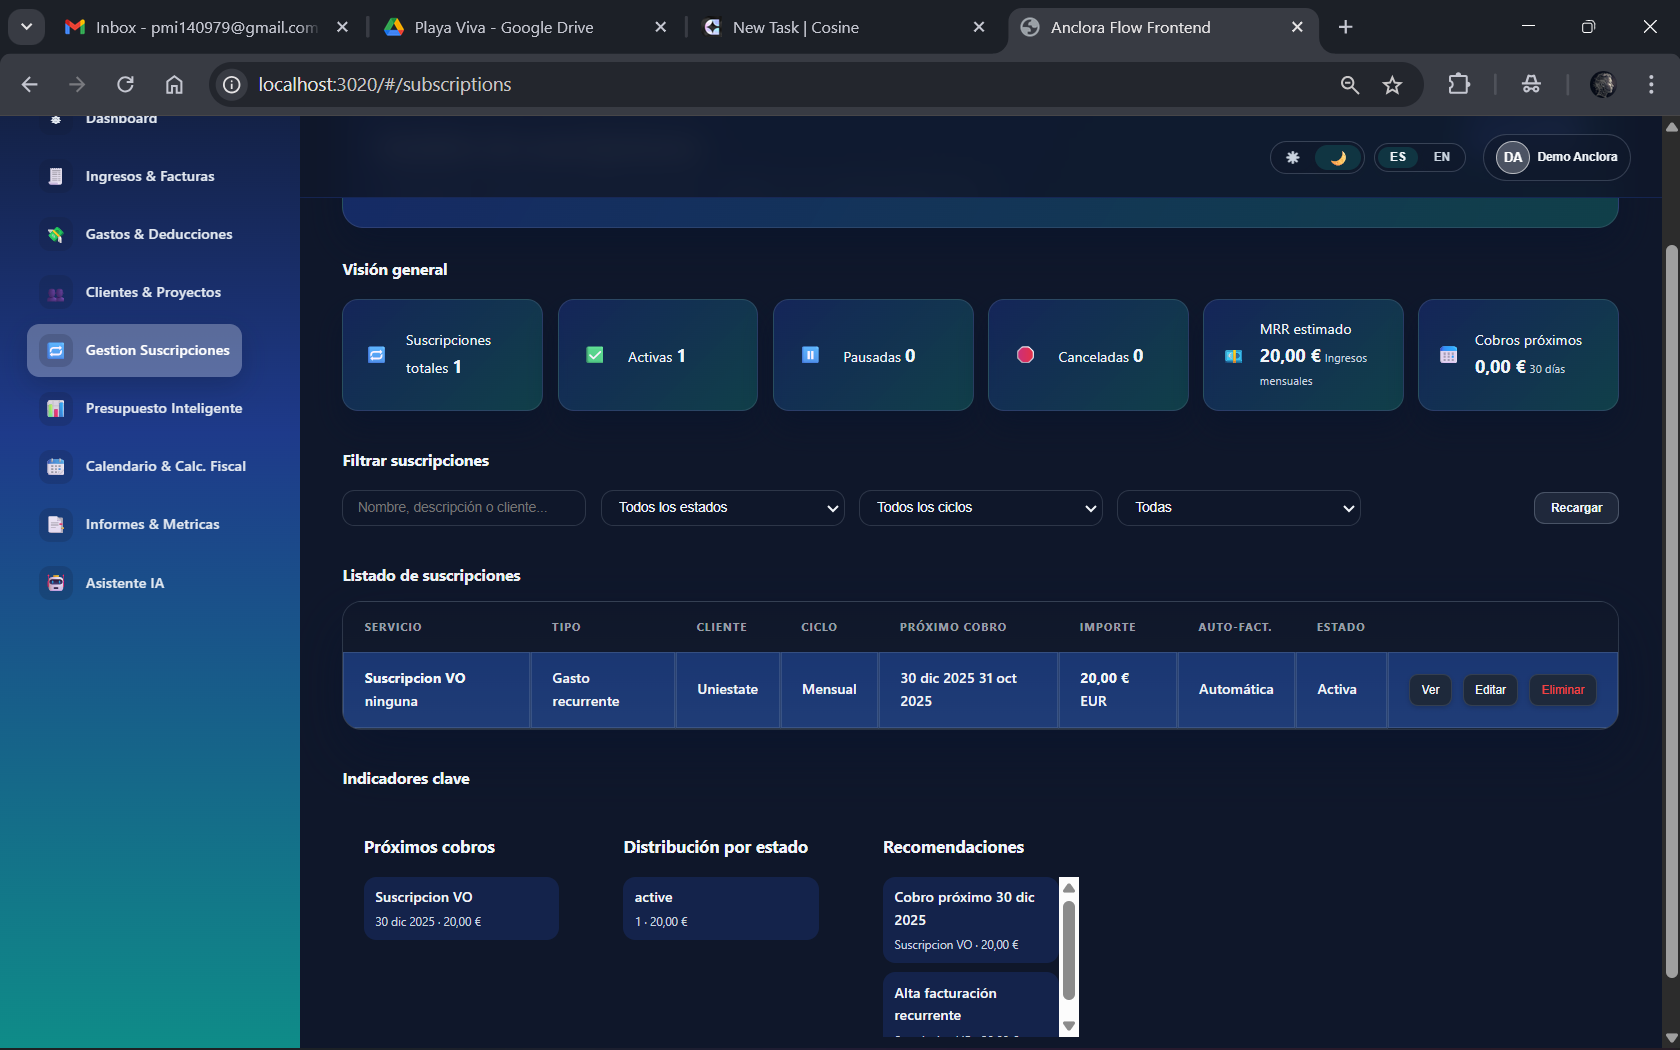 Inbox - pmi140979@gmail.com
Playa Viva - Google Drive
New Task | Cosine
Anclora Flow Frontend
localhost:3020/#/subscriptions
Dashboard
Ingresos & Facturas
Gastos & Deducciones
Clientes & Proyectos
Gestion Suscripciones
Presupuesto Inteligente
Calendario & Calc. Fiscal
Informes & Metricas
Asistente IA
ES EN
DA Demo Anclora
Visión general
Suscripciones
totales 1
Activas 1
Pausadas 0
Canceladas 0
MRR estimado
20,00 € Ingresos
mensuales
Cobros próximos
0,00 € 30 días
Filtrar suscripciones
Nombre, descripción o cliente...
Todos los estados
Todos los ciclos
Todas
Recargar
Listado de suscripciones
SERVICIO TIPO CLIENTE CICLO PRÓXIMO COBRO IMPORTE AUTO-FACT. ESTADO
Suscripcion VO
ninguna
Gasto
recurrente
Uniestate
Mensual
30 dic 2025 31 oct
2025
20,00 €
EUR
Automática
Activa
Ver
Editar
Eliminar
Indicadores clave
Próximos cobros
Suscripcion VO
30 dic 2025 · 20,00 €
Distribución por estado
active
1 · 20,00 €
Recomendaciones
Cobro próximo 30 dic
2025
Suscripcion VO · 20,00 €
Alta facturación
recurrente